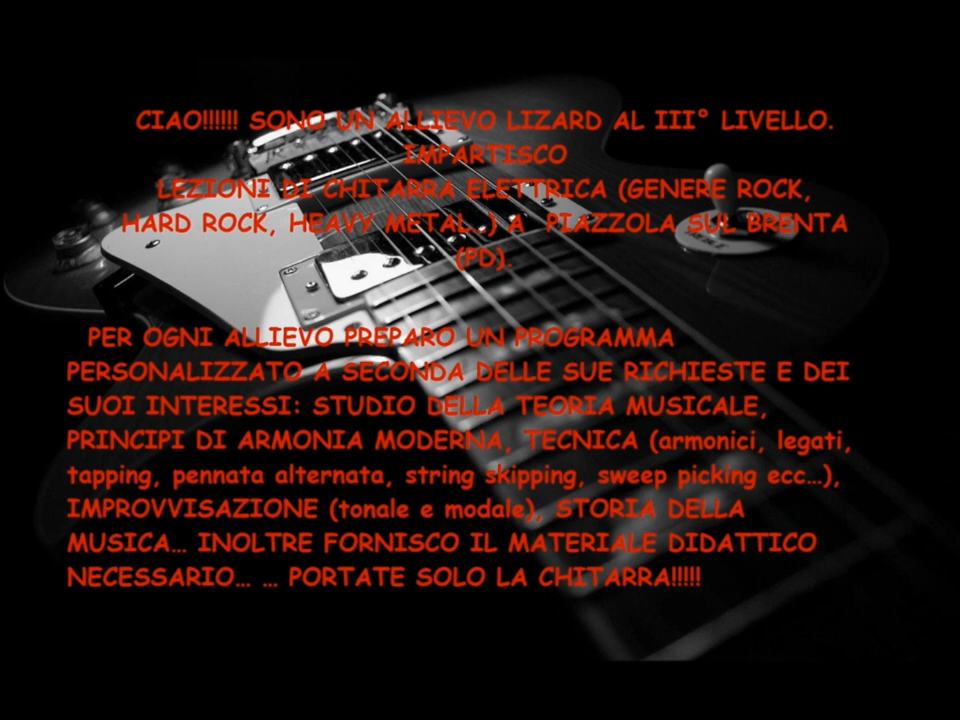 CIAO!!!!!! SONO UN ALLIEVO LIZARD AL III° LIVELLO.
IMPARTISCO
LEZIONI DI CHITARRA ELETTRICA (GENERE ROCK,
HARD ROCK, HEAVY METAL..) A PIAZZOLA SUL BRENTA
(PD).
PER OGNI ALLIEVO PREPARO UN PROGRAMMA
PERSONALIZZATO A SECONDA DELLE SUE RICHIESTE E DEI
SUOI INTERESSI: STUDIO DELLA TEORIA MUSICALE,
PRINCIPI DI ARMONIA MODERNA, TECNICA (armonici, legati,
tapping, pennata alternata, string skipping, sweep picking ecc…),
IMPROVVISAZIONE (tonale e modale), STORIA DELLA
MUSICA… INOLTRE FORNISCO IL MATERIALE DIDATTICO
NECESSARIO… … PORTATE SOLO LA CHITARRA!!!!!